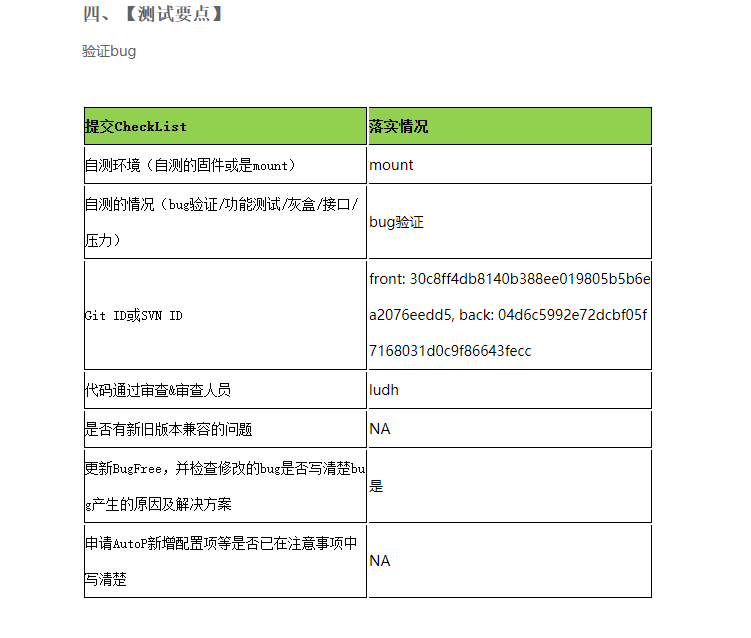 四、【测试要点】
验证bug
提交CheckList
落实情况
自测环境（自测的固件或是mount）
mount
自测的情况（bug验证/功能测试/灰盒/接口/
压力）
bug验证
Git ID或SVN ID
front: 30c8ff4db8140b388ee019805b5b6e
a2076eedd5, back: 04d6c5992e72dcbf05f
7168031d0c9f86643fecc
代码通过审查&审查人员
ludh
是否有新旧版本兼容的问题
NA
更新BugFree，并检查修改的bug是否写清楚bu
g产生的原因及解决方案
是
申请AutoP新增配置项等是否已在注意事项中
写清楚
NA